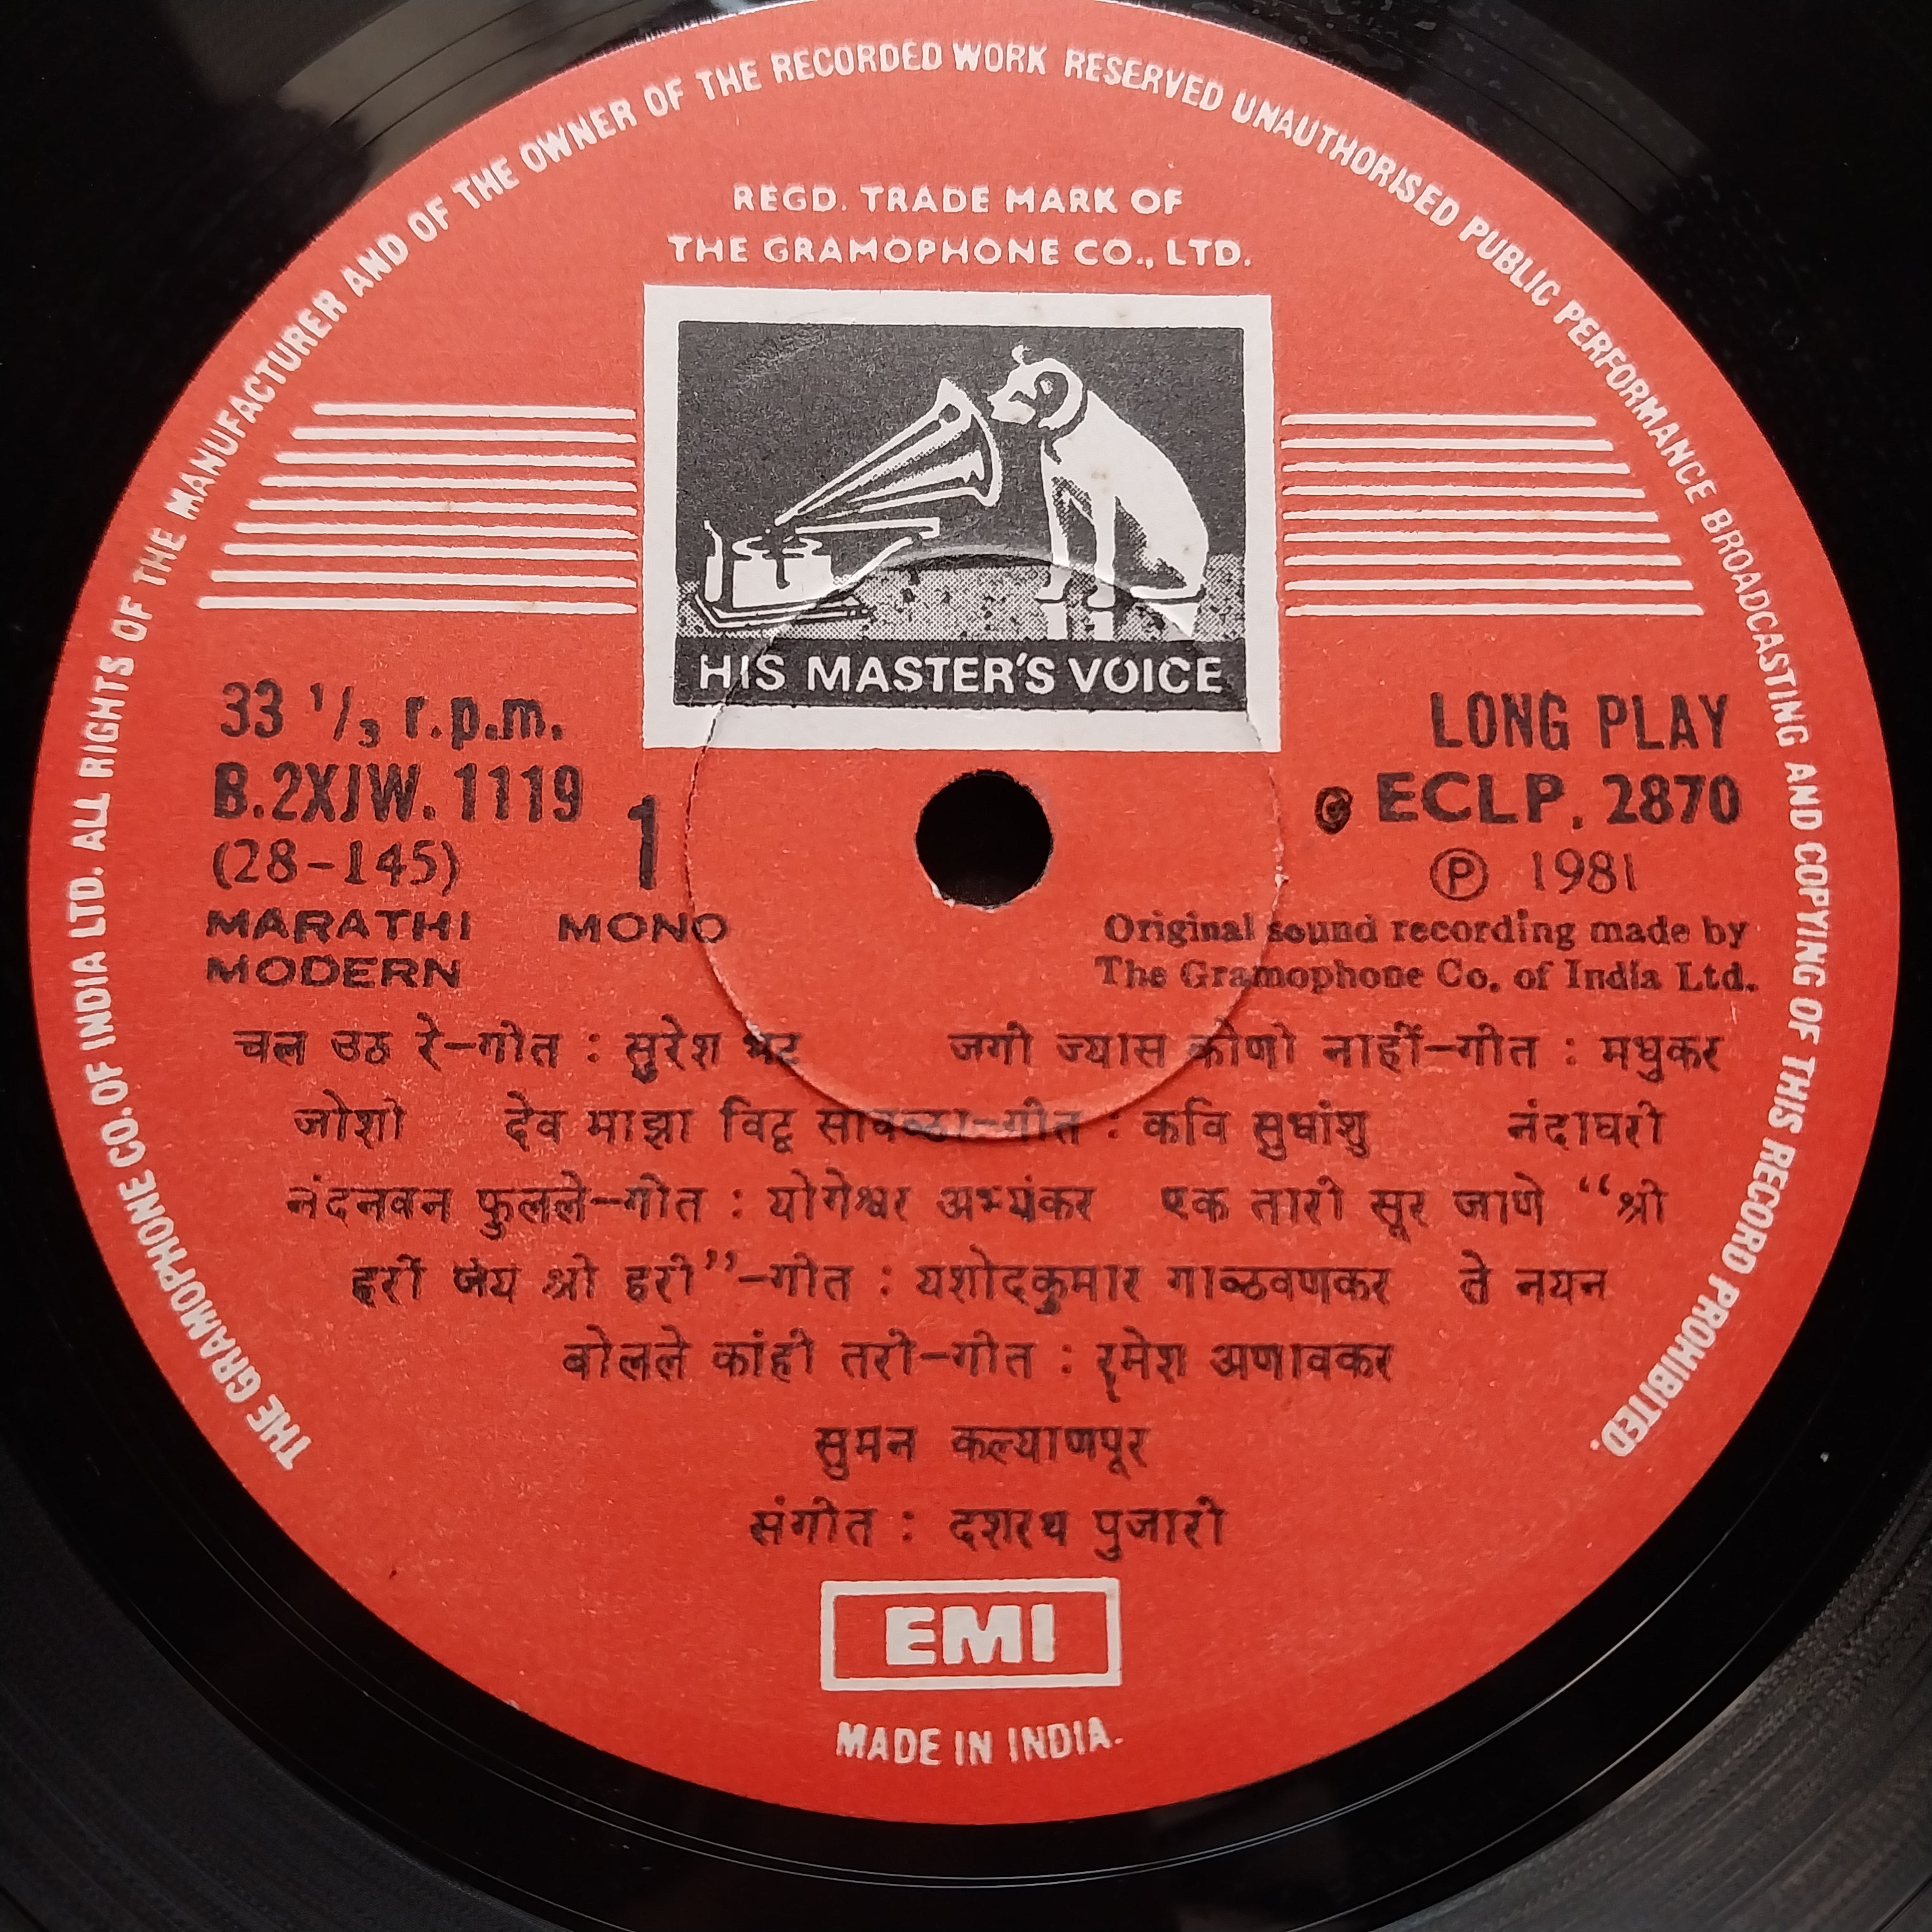 THE GRAMOPHONE CO. OF INDIA LTD. ALL RIGHTS OF THE MANUFACTURER AND OF THE OWNER OF THE RECORDED WORK RESERVED UNAUTHORISED PUBLIC PERFORMANCE BROADCASTING AND COPYING OF THIS RECORD PROHIBITED.
REGD. TRADE MARK OF
THE GRAMOPHONE CO., LTD.
HIS MASTER'S VOICE
33 1/3 r.p.m.
B.2XJW. 1119
1
(28-145)
MARATHI MONO
MODERN
LONG PLAY
ECLP. 2870
Ⓟ 1981
Original sound recording made by
The Gramophone Co. of India Ltd.
चल उठ रे-गीत : सुरेश भट जगी ज्यास कोणी नाहीं-गीत : मधुकर
जोशी देव माझा विठू सावळा-गीत : कवि सुधांशु नंदाघरी
नंदनवन फुलले-गीत : योगेश्वर अभ्यंकर एक तारी सूर जाणे “श्री
हरी जय श्री हरी”-गीत : यशोदकुमार गाळवणकर ते नयन
बोलले कांही तरी-गीत : रमेश अणावकर
सुमन कल्याणपूर
संगीत : दशरथ पुजारी
EMI
MADE IN INDIA.